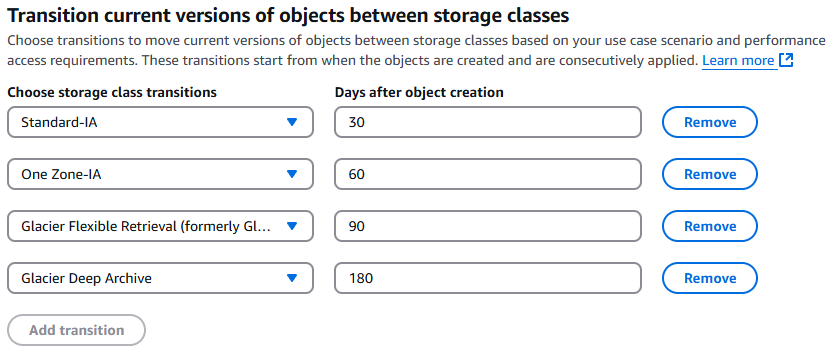 Transition current versions of objects between storage classes
Choose transitions to move current versions of objects between storage classes based on your use case scenario and performance
access requirements. These transitions start from when the objects are created and are consecutively applied. Learn more
Choose storage class transitions Days after object creation
Standard-IA 30 Remove
One Zone-IA 60 Remove
Glacier Flexible Retrieval (formerly Gl... 90 Remove
Glacier Deep Archive 180 Remove
Add transition